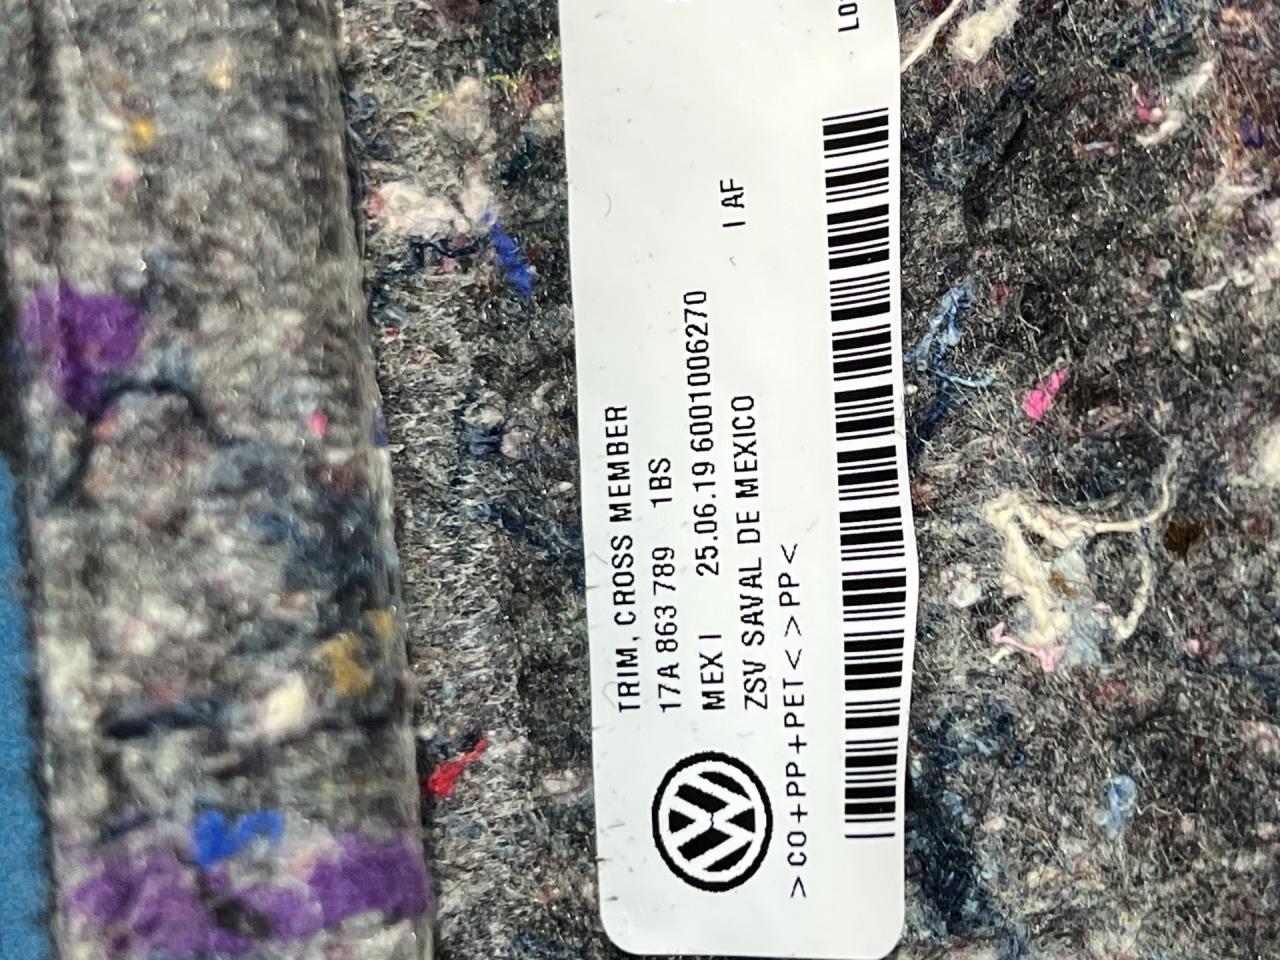 TRIM, CROSS MEMBER
17A 863 789 1BS
MEX I 25.06.19 6001006270
ZSV SAVAL DE MEXICO I AF
>CO+PP+PET< >PP<